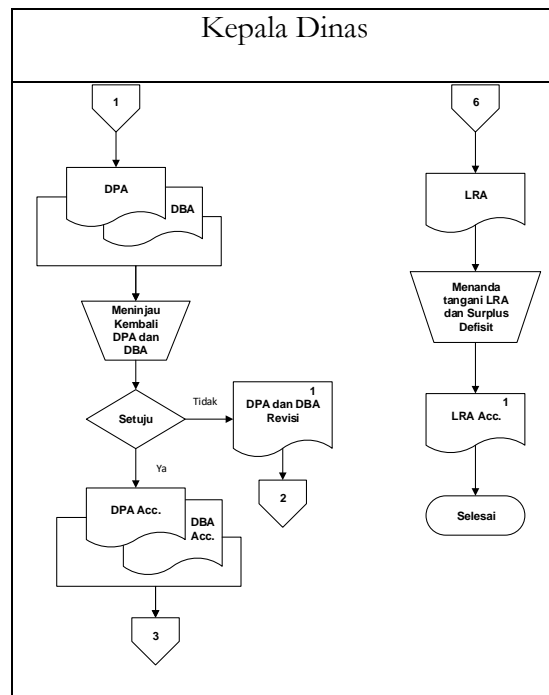 Kepala Dinas
1
DPA
DBA
Meninjau
Kembali
DPA dan
DBA
Setuju
Tidak
1
DPA dan DBA
Revisi
2
Ya
DPA Acc.
DBA
Acc.
3
6
LRA
Menanda
tangani LRA
dan Surplus
Defisit
1
LRA Acc.
Selesai